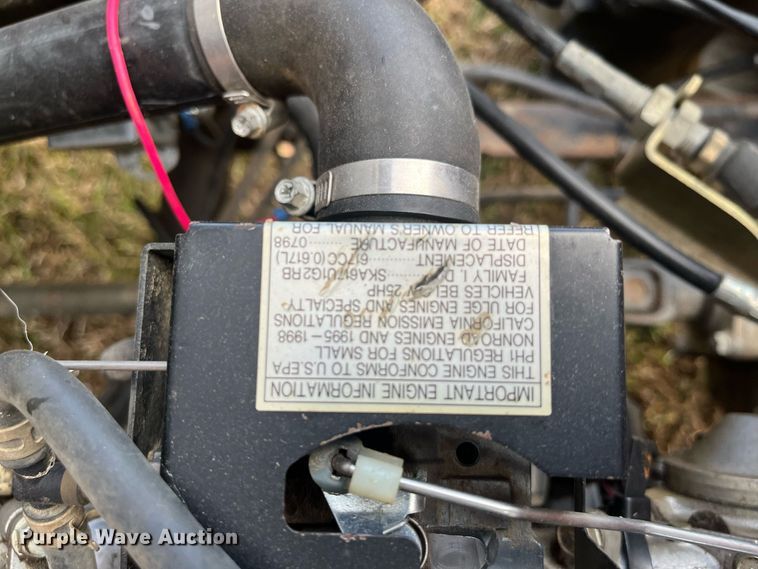 IMPORTANT ENGINE INFORMATION
THIS ENGINE CONFORMS TO U.S.EPA
PH1 REGULATIONS FOR SMALL
NONROAD ENGINES AND 1995-1998
CALIFORNIA EMISSION REGULATIONS
FOR ULGE ENGINES AND SPECIALTY
VEHICLES BELOW 25HP
FAMILY I. D. SKA617U1G2RB
DISPLACEMENT 617CC (0.617L)
DATE OF MANUFACTURE 0798
REFER TO OWNERS MANUAL FOR
Purple Wave Auction